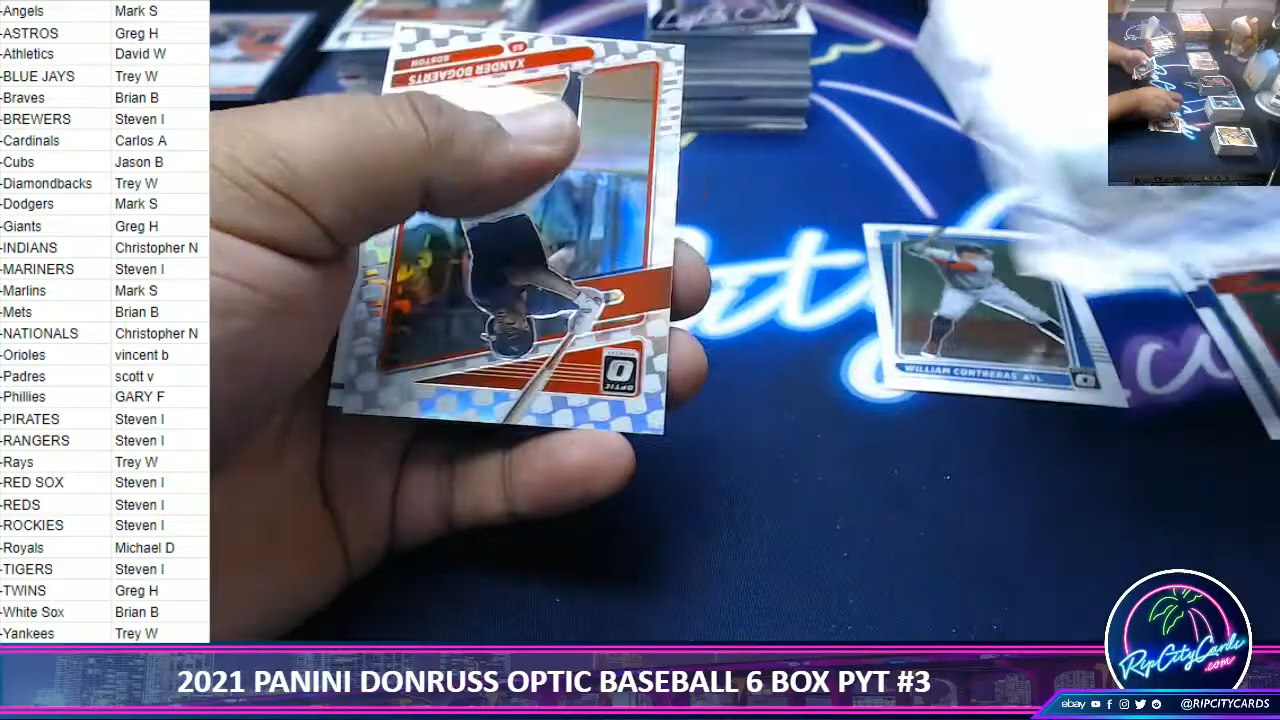 -Angels Mark S
-ASTROS Greg H
-Athletics David W
-BLUE JAYS Trey W
-Braves Brian B
-BREWERS Steven I
-Cardinals Carlos A
-Cubs Jason B
-Diamondbacks Trey W
-Dodgers Mark S
-Giants Greg H
-INDIANS Christopher N
-MARINERS Steven I
-Marlins Mark S
-Mets Brian B
-NATIONALS Christopher N
-Orioles vincent b
-Padres scott v
-Phillies GARY F
-PIRATES Steven I
-RANGERS Steven I
-Rays Trey W
-RED SOX Steven I
-REDS Steven I
-ROCKIES Steven I
-Royals Michael D
-TIGERS Steven I
-TWINS Greg H
-White Sox Brian B
-Yankees Trey W
BOSTON SS
XANDER BOGAERTS
OPTIC
WILLIAM CONTRERAS ATL
RipCityCards
.com
2021 PANINI DONRUSS OPTIC BASEBALL 6 BOX PYT #3
ebay @RIPCITYCARDS